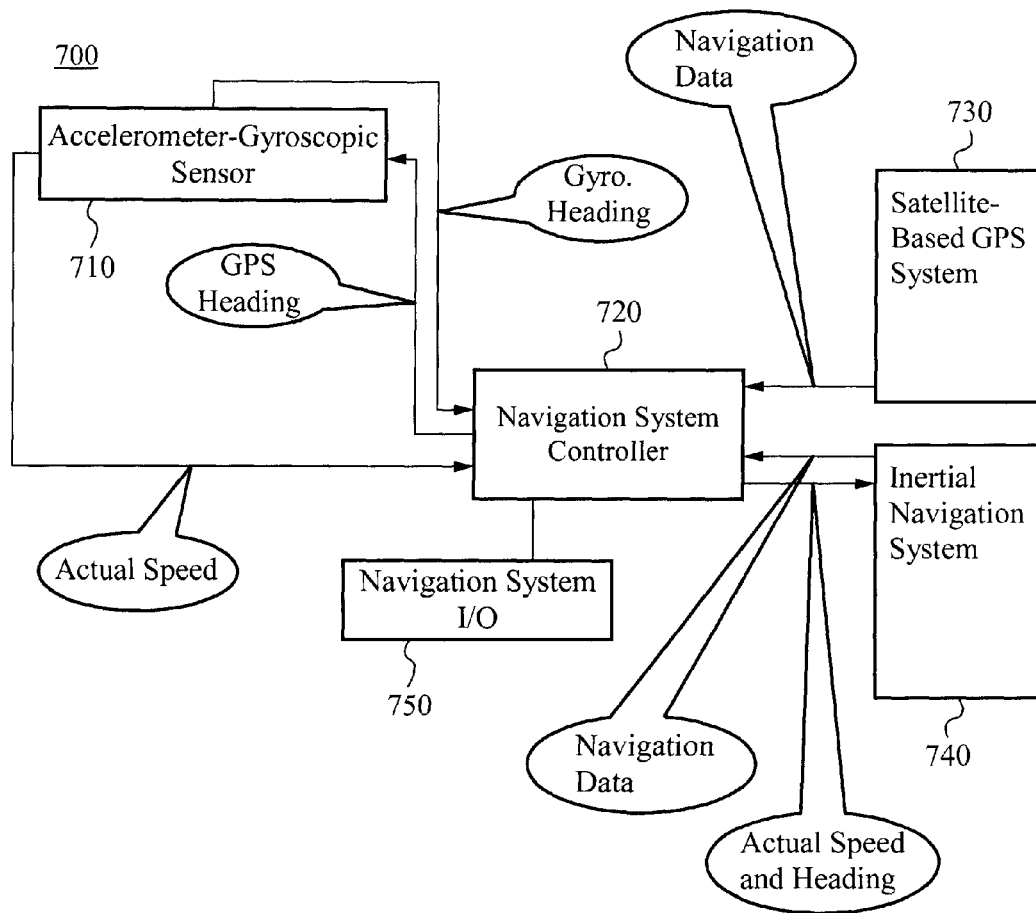 700
Navigation
Data
730
Accelerometer-Gyroscopic
Sensor
Gyro.
Heading
Satellite-
Based GPS
System
710
GPS
Heading
720
Navigation System
Controller
Inertial
Navigation
System
Actual Speed
Navigation System
I/O
750
Navigation
Data
740
Actual Speed
and Heading